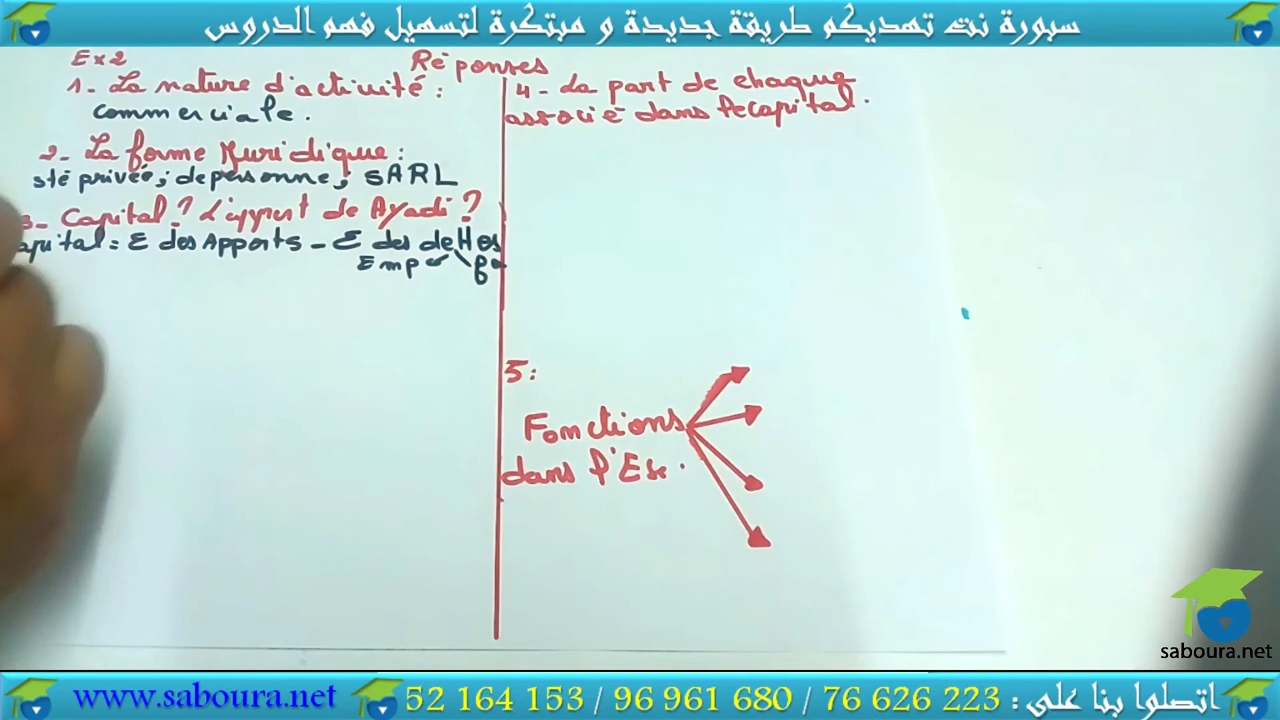 سبورة نت تهديكم طريقة جديدة و مبتكرة لتسهيل فهم الدروس
Ex 2
Réponses
1- La nature d'activité :
commerciale.
2- La forme Juridique :
sté privée; de personne; SARL
3- Capital ? L'apport de Ayadi ?
apital = Σ des Apports - Σ des dettes
Emp
4- La part de chaque
associé dans le capital.
5:
Fonctions
dans l'Ese.
saboura.net
www.saboura.net
52 164 153 / 96 961 680 / 76 626 223 : اتصلوا بنا على